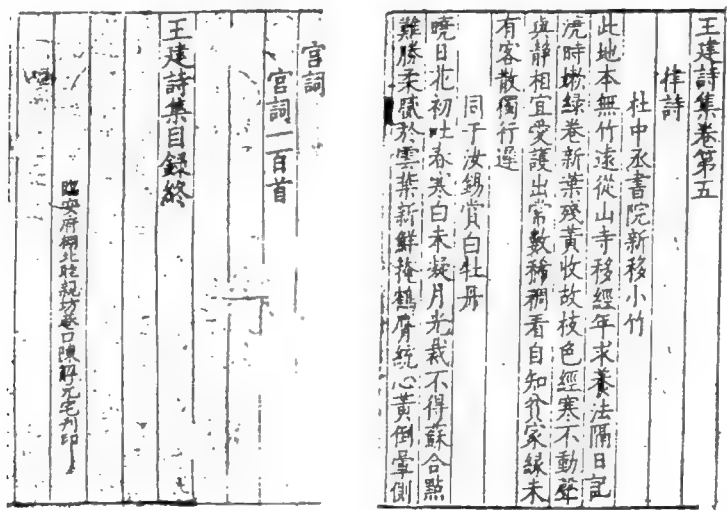 王建詩集卷第五
律詩
杜中丞書院新移小竹
此地本無竹遠從山寺移經年求養法隔日記
澆時嫩綠卷新葉殘黃收故枝色經寒不動聲
與靜相宜愛護出常數稀稠看自知貧家緣未
有客散獨行遲
同于汝錫賞白牡丹
曉日花初吐春寒白未凝月光裁不得蘇合點
難勝柔膩於雲葉新鮮掩鶴膺統心黃倒暈側
宮詞
宮詞一百首
王建詩集目錄終
臨安府棚北睦親坊巷口陳解元宅刊印